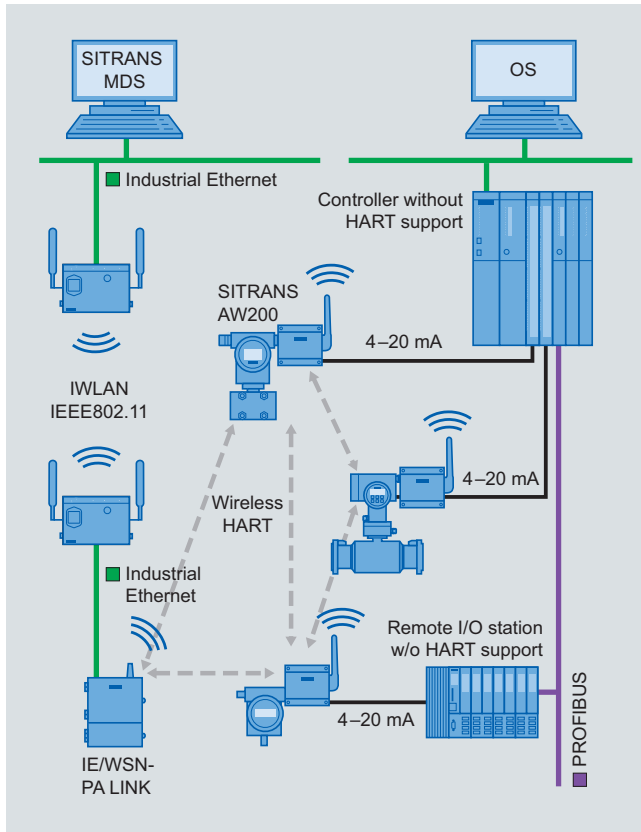 SITRANS
MDS
OS
Industrial Ethernet
Controller without
HART support
SITRANS
AW200
4–20 mA
IWLAN
IEEE802.11
4–20 mA
Wireless
HART
Industrial
Ethernet
Remote I/O station
w/o HART support
4–20 mA
IE/WSN-
PA LINK
PROFIBUS